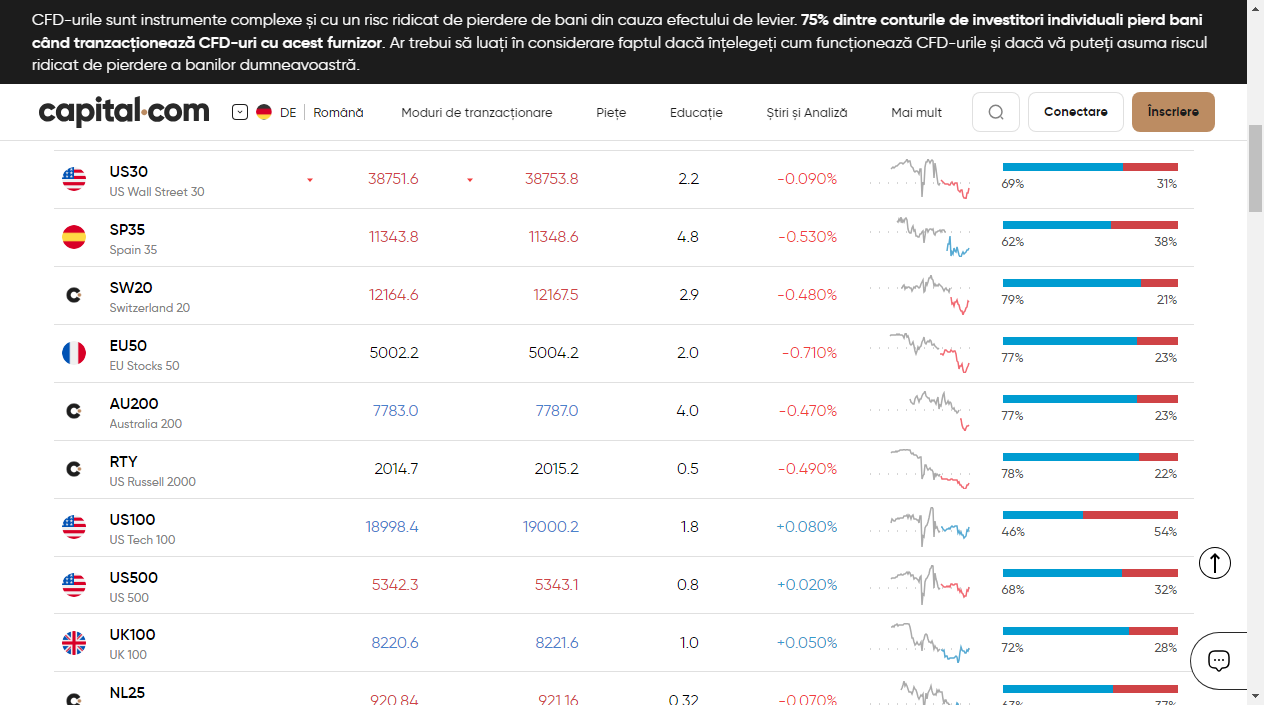 CFD-urile sunt instrumente complexe și cu un risc ridicat de pierdere de bani din cauza efectului de levier. 75% dintre conturile de investitori individuali pierd bani
când tranzacționează CFD-uri cu acest furnizor. Ar trebui să luați în considerare faptul dacă înțelegeți cum funcționează CFD-urile și dacă vă puteți asuma riscul
ridicat de pierdere a banilor dumneavoastră.
capital.com DE Română Moduri de tranzacționare Piețe Educație Știri și Analiză Mai mult Conectare Înscriere
US30 38751.6 38753.8 2.2 -0.090%
US Wall Street 30 69% 31%
SP35 11343.8 11348.6 4.8 -0.530%
Spain 35 62% 38%
SW20 12164.6 12167.5 2.9 -0.480%
Switzerland 20 79% 21%
EU50 5002.2 5004.2 2.0 -0.710%
EU Stocks 50 77% 23%
AU200 7783.0 7787.0 4.0 -0.470%
Australia 200 77% 23%
RTY 2014.7 2015.2 0.5 -0.490%
US Russell 2000 78% 22%
US100 18998.4 19000.2 1.8 +0.080%
US Tech 100 46% 54%
US500 5342.3 5343.1 0.8 +0.020%
US 500 68% 32%
UK100 8220.6 8221.6 1.0 +0.050%
UK 100 72% 28%
NL25 920.84 921.16 0.32 -0.070%